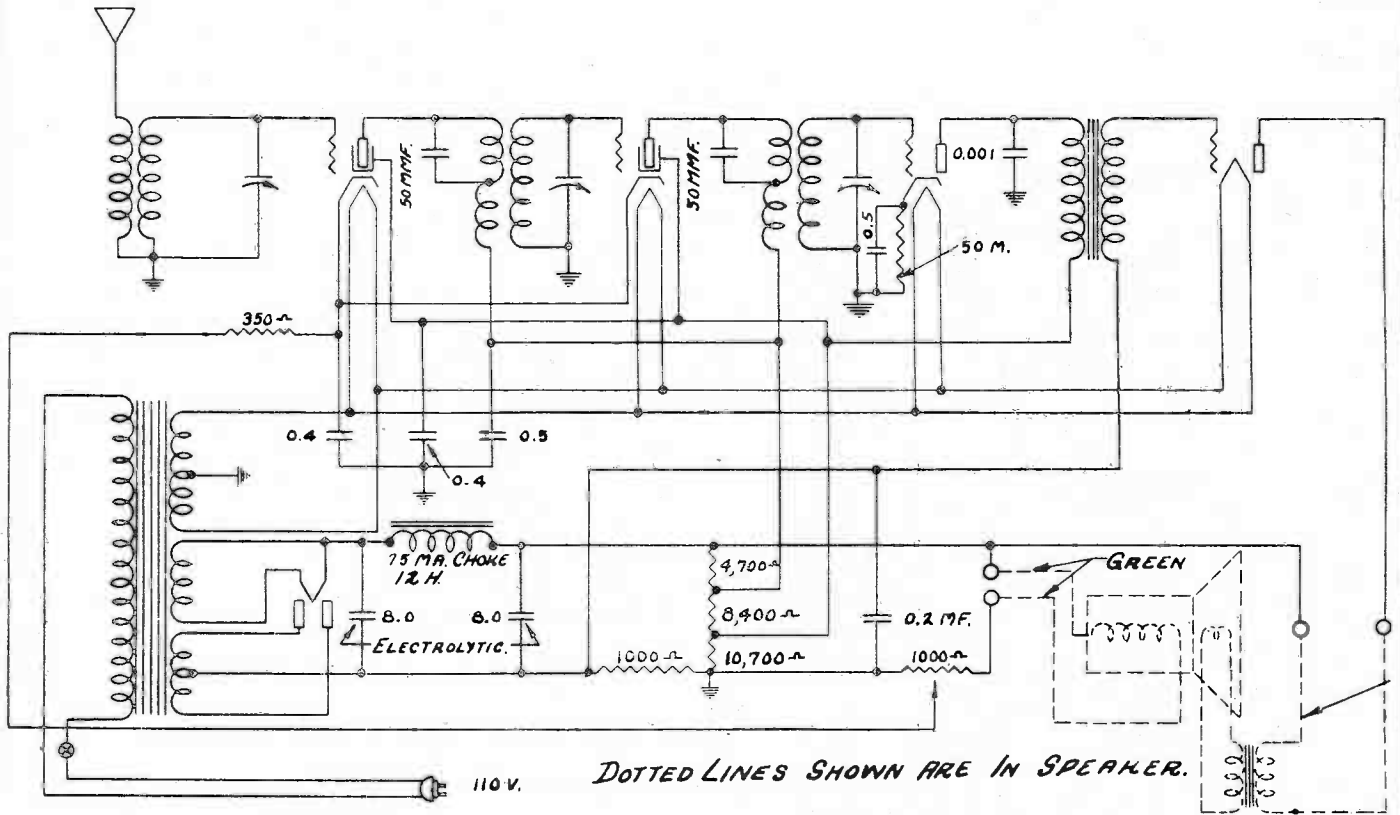 50 MMF.
50 MMF.
0.001
0.5
50 M.
350 Ω
0.4
0.5
0.4
75 MA. CHOKE
12 H.
4,700 Ω
GREEN
8.0
8.0
8,400 Ω
0.2 MF.
ELECTROLYTIC.
1000 Ω
10,700 Ω
1000 Ω
110 V.
DOTTED LINES SHOWN ARE IN SPEAKER.